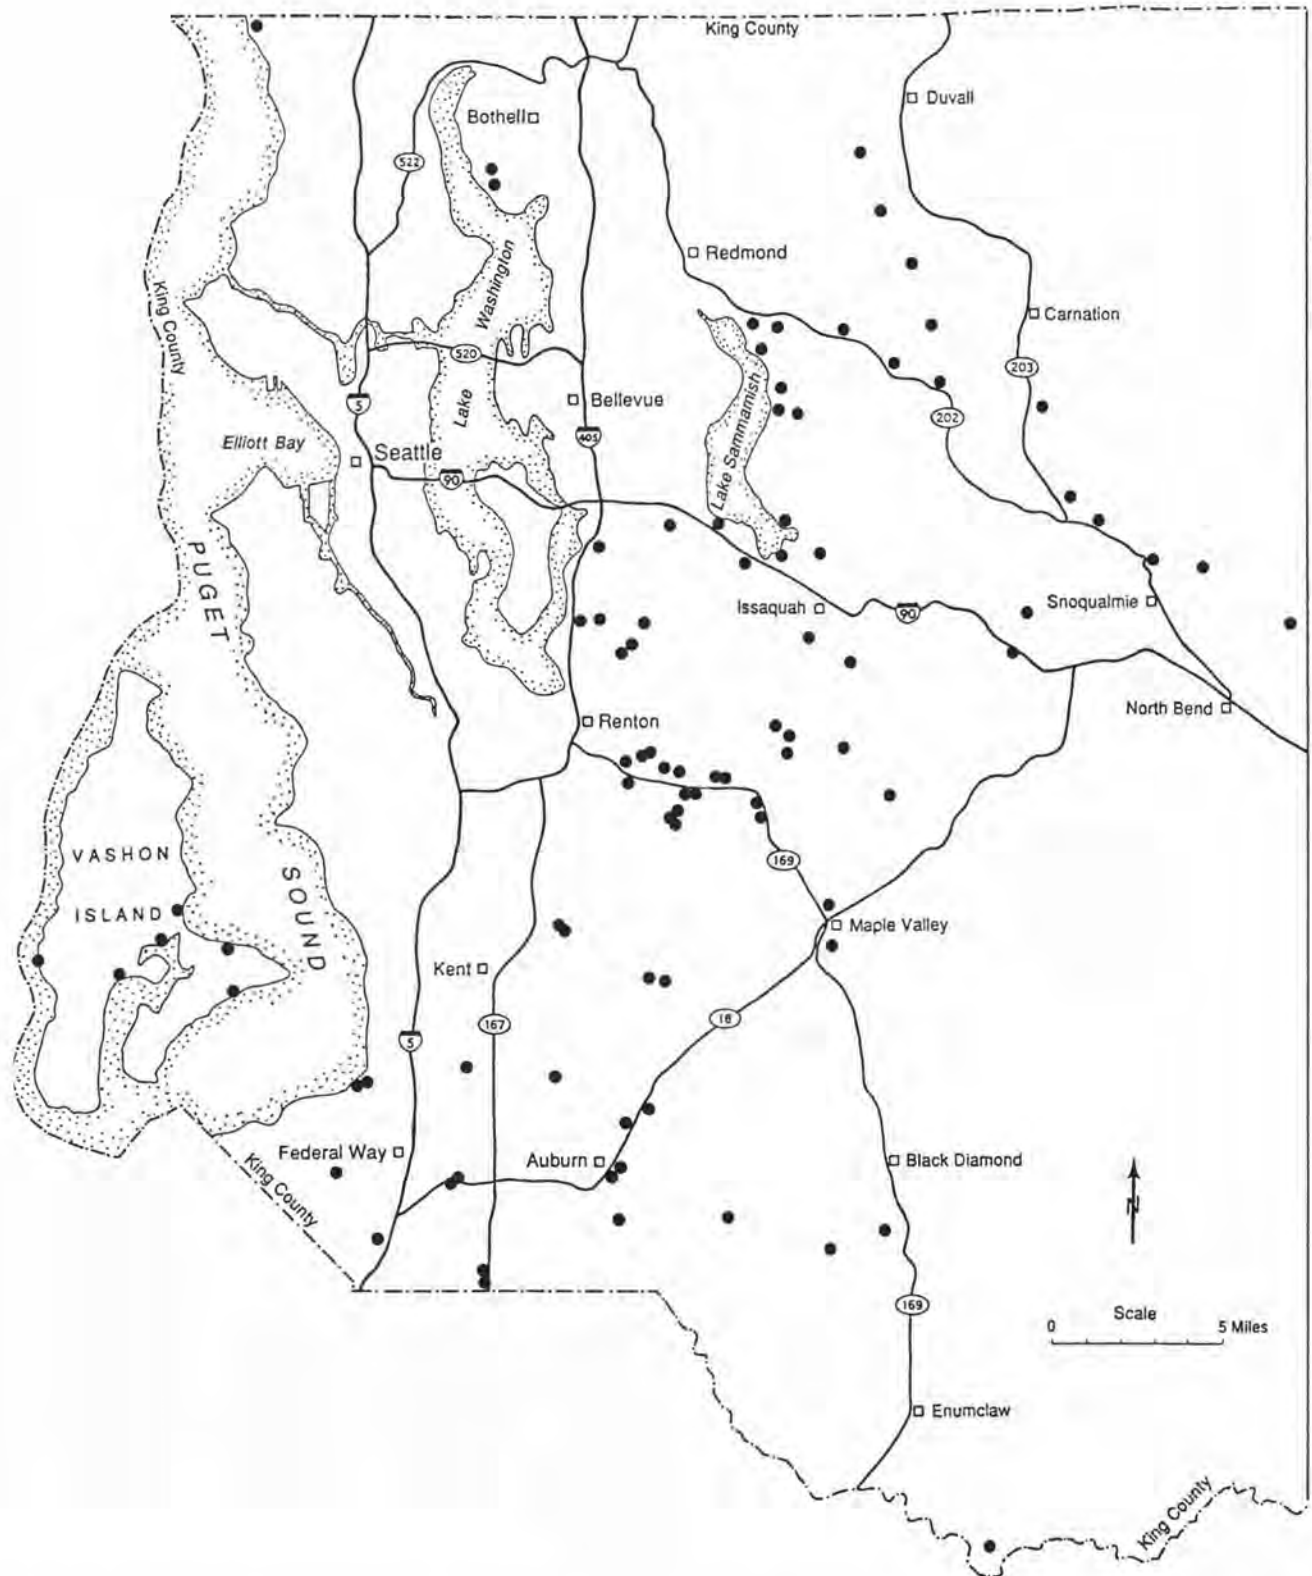 King County
Duvall
Bothell
522
Redmond
Washington
King County
Carnation
520
203
Lake
Bellevue
5
Lake Sammamish
202
Elliott Bay
Seattle
405
90
PUGET
Issaquah
90
Snoqualmie
North Bend
Renton
VASHON
169
SOUND
ISLAND
Maple Valley
Kent
18
167
5
Federal Way
Auburn
Black Diamond
King County
N
169
Scale
0 5 Miles
Enumclaw
King County